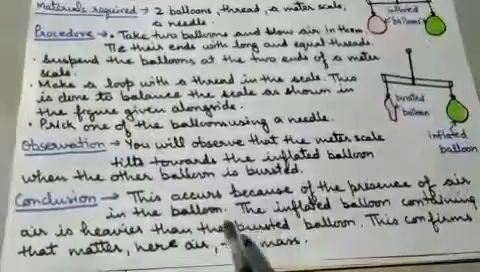 Materials required → 2 balloons, thread, a meter scale,
a needle.
Procedure → • Take two balloons and blow air in them.
Tie their ends with long and equal threads.
• Suspend the balloons at the two ends of a meter
scale.
• Make a loop with a thread in the scale. This
is done to balance the scale as shown in
the figure given alongside.
• Prick one of the balloons using a needle.
Observation → You will observe that the meter scale
tilts towards the inflated balloon
when the other balloon is bursted.
Conclusion → This occurs because of the presence of air
in the balloon. The inflated balloon containing
air is heavier than the bursted balloon. This confirms
that matter, here air, mass.
inflated
balloons
bursted
balloon
inflated
balloon